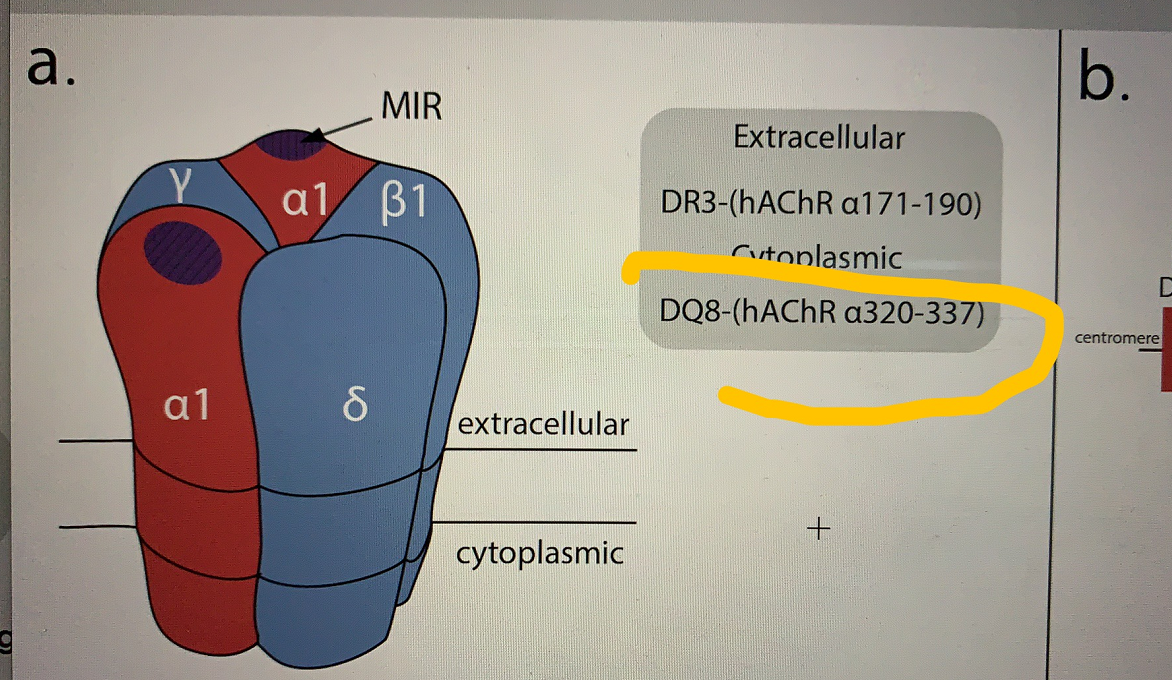 a.
MIR
γ
α1
β1
α1
δ
extracellular
cytoplasmic
Extracellular
DR3-(hAChR α171-190)
Cytoplasmic
DQ8-(hAChR α320-337)
+
b.
D
centromere
g